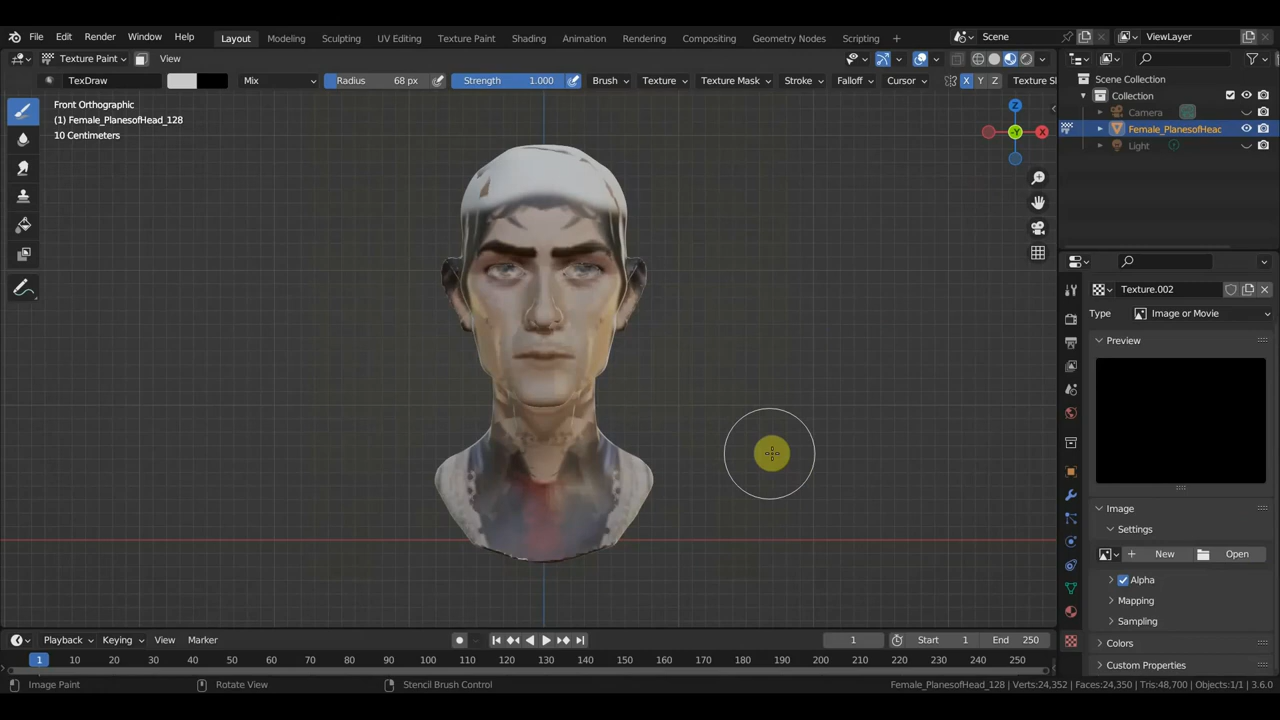 File Edit Render Window Help Layout Modeling Sculpting UV Editing Texture Paint Shading Animation Rendering Compositing Geometry Nodes Scripting + Scene ViewLayer
Texture Paint View
TexDraw Mix Radius 68 px Strength 1.000 Brush Texture Texture Mask Stroke Falloff Cursor X Y Z Texture Sl
Front Orthographic
(1) Female_PlanesofHead_128
10 Centimeters
Z
X
-Y
Scene Collection
Collection
Camera
Female_PlanesofHeac
Light
Texture.002
Type Image or Movie
Preview
Image
Settings
New Open
Alpha
Mapping
Sampling
Colors
Custom Properties
Playback Keying View Marker 1 Start 1 End 250
1 10 20 30 40 50 60 70 80 90 100 110 120 130 140 150 160 170 180 190 200 210 220 230 240 250
Image Paint Rotate View Stencil Brush Control Female_PlanesofHead_128 | Verts:24,352 | Faces:24,350 | Tris:48,700 | Objects:1/1 | 3.6.0